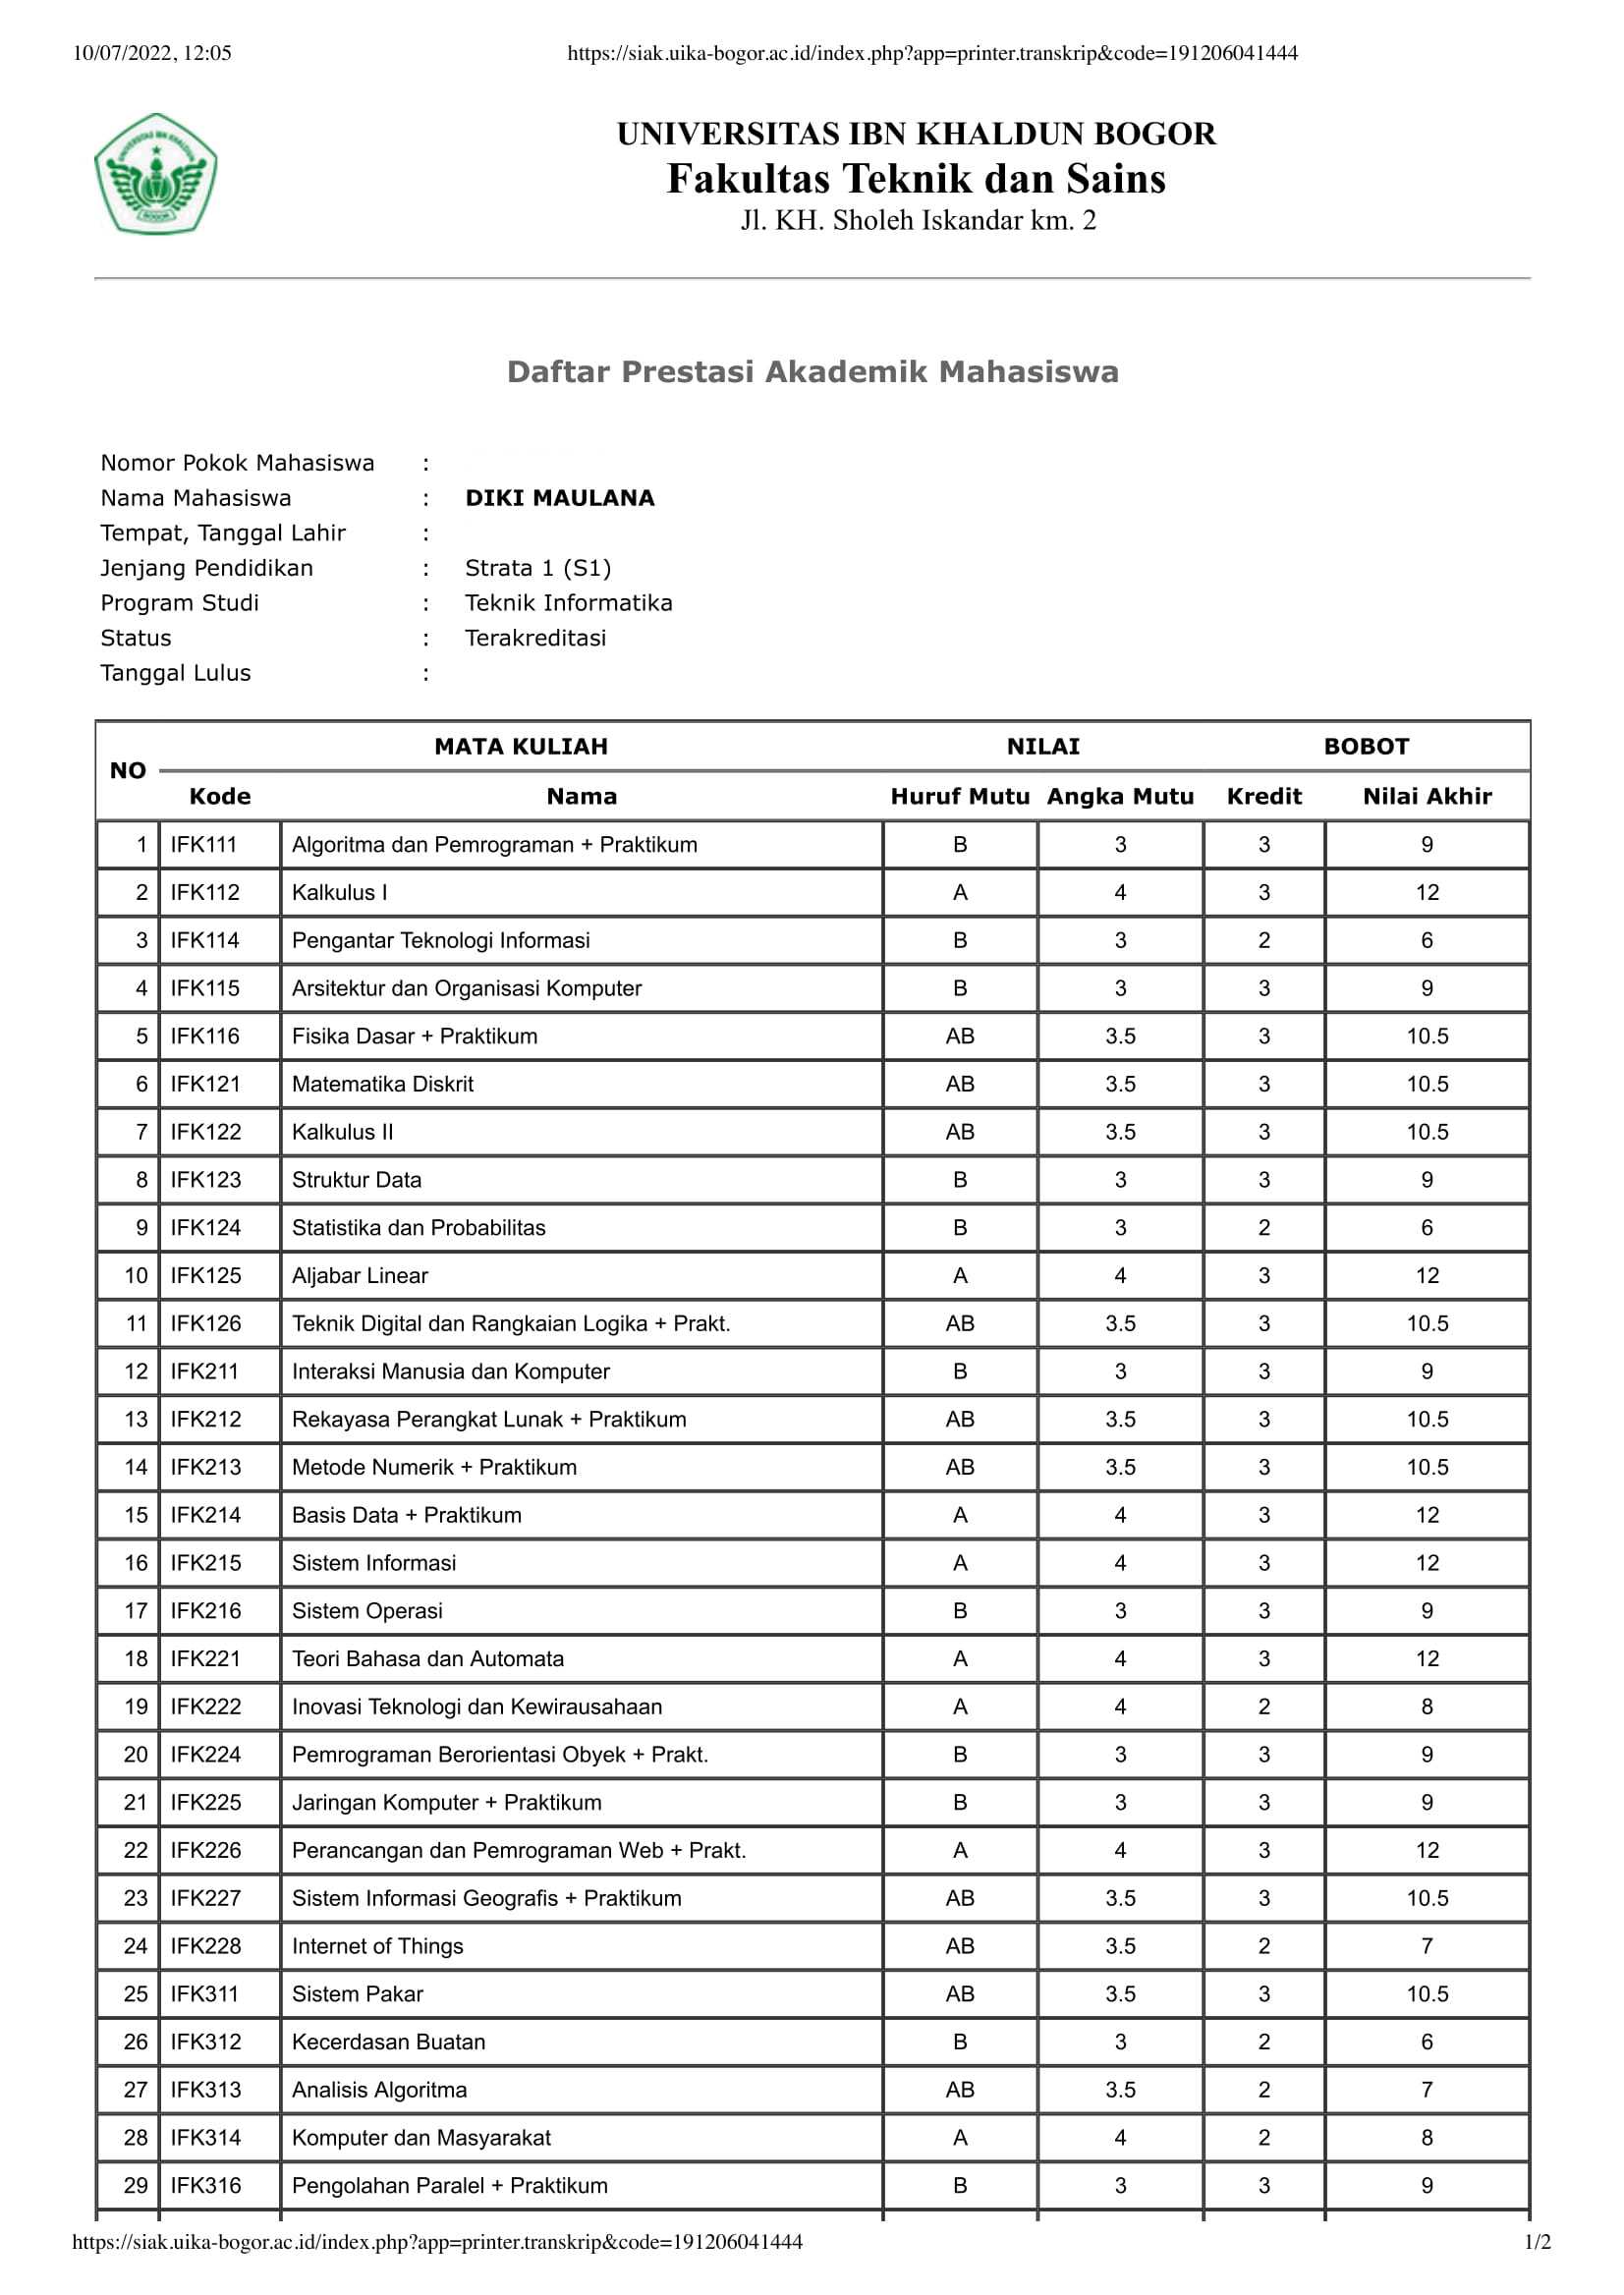 10/07/2022, 12:05 https://siak.uika-bogor.ac.id/index.php?app=printer.transkrip&code=191206041444
UNIVERSITAS IBN KHALDUN
BOGOR
UNIVERSITAS IBN KHALDUN BOGOR
Fakultas Teknik dan Sains
Jl. KH. Sholeh Iskandar km. 2
Daftar Prestasi Akademik Mahasiswa
Nomor Pokok Mahasiswa :
Nama Mahasiswa : DIKI MAULANA
Tempat, Tanggal Lahir :
Jenjang Pendidikan : Strata 1 (S1)
Program Studi : Teknik Informatika
Status : Terakreditasi
Tanggal Lulus :
NO MATA KULIAH NILAI BOBOT
Kode Nama Huruf Mutu Angka Mutu Kredit Nilai Akhir
1 IFK111 Algoritma dan Pemrograman + Praktikum B 3 3 9
2 IFK112 Kalkulus I A 4 3 12
3 IFK114 Pengantar Teknologi Informasi B 3 2 6
4 IFK115 Arsitektur dan Organisasi Komputer B 3 3 9
5 IFK116 Fisika Dasar + Praktikum AB 3.5 3 10.5
6 IFK121 Matematika Diskrit AB 3.5 3 10.5
7 IFK122 Kalkulus II AB 3.5 3 10.5
8 IFK123 Struktur Data B 3 3 9
9 IFK124 Statistika dan Probabilitas B 3 2 6
10 IFK125 Aljabar Linear A 4 3 12
11 IFK126 Teknik Digital dan Rangkaian Logika + Prakt. AB 3.5 3 10.5
12 IFK211 Interaksi Manusia dan Komputer B 3 3 9
13 IFK212 Rekayasa Perangkat Lunak + Praktikum AB 3.5 3 10.5
14 IFK213 Metode Numerik + Praktikum AB 3.5 3 10.5
15 IFK214 Basis Data + Praktikum A 4 3 12
16 IFK215 Sistem Informasi A 4 3 12
17 IFK216 Sistem Operasi B 3 3 9
18 IFK221 Teori Bahasa dan Automata A 4 3 12
19 IFK222 Inovasi Teknologi dan Kewirausahaan A 4 2 8
20 IFK224 Pemrograman Berorientasi Obyek + Prakt. B 3 3 9
21 IFK225 Jaringan Komputer + Praktikum B 3 3 9
22 IFK226 Perancangan dan Pemrograman Web + Prakt. A 4 3 12
23 IFK227 Sistem Informasi Geografis + Praktikum AB 3.5 3 10.5
24 IFK228 Internet of Things AB 3.5 2 7
25 IFK311 Sistem Pakar AB 3.5 3 10.5
26 IFK312 Kecerdasan Buatan B 3 2 6
27 IFK313 Analisis Algoritma AB 3.5 2 7
28 IFK314 Komputer dan Masyarakat A 4 2 8
29 IFK316 Pengolahan Paralel + Praktikum B 3 3 9
https://siak.uika-bogor.ac.id/index.php?app=printer.transkrip&code=191206041444 1/2